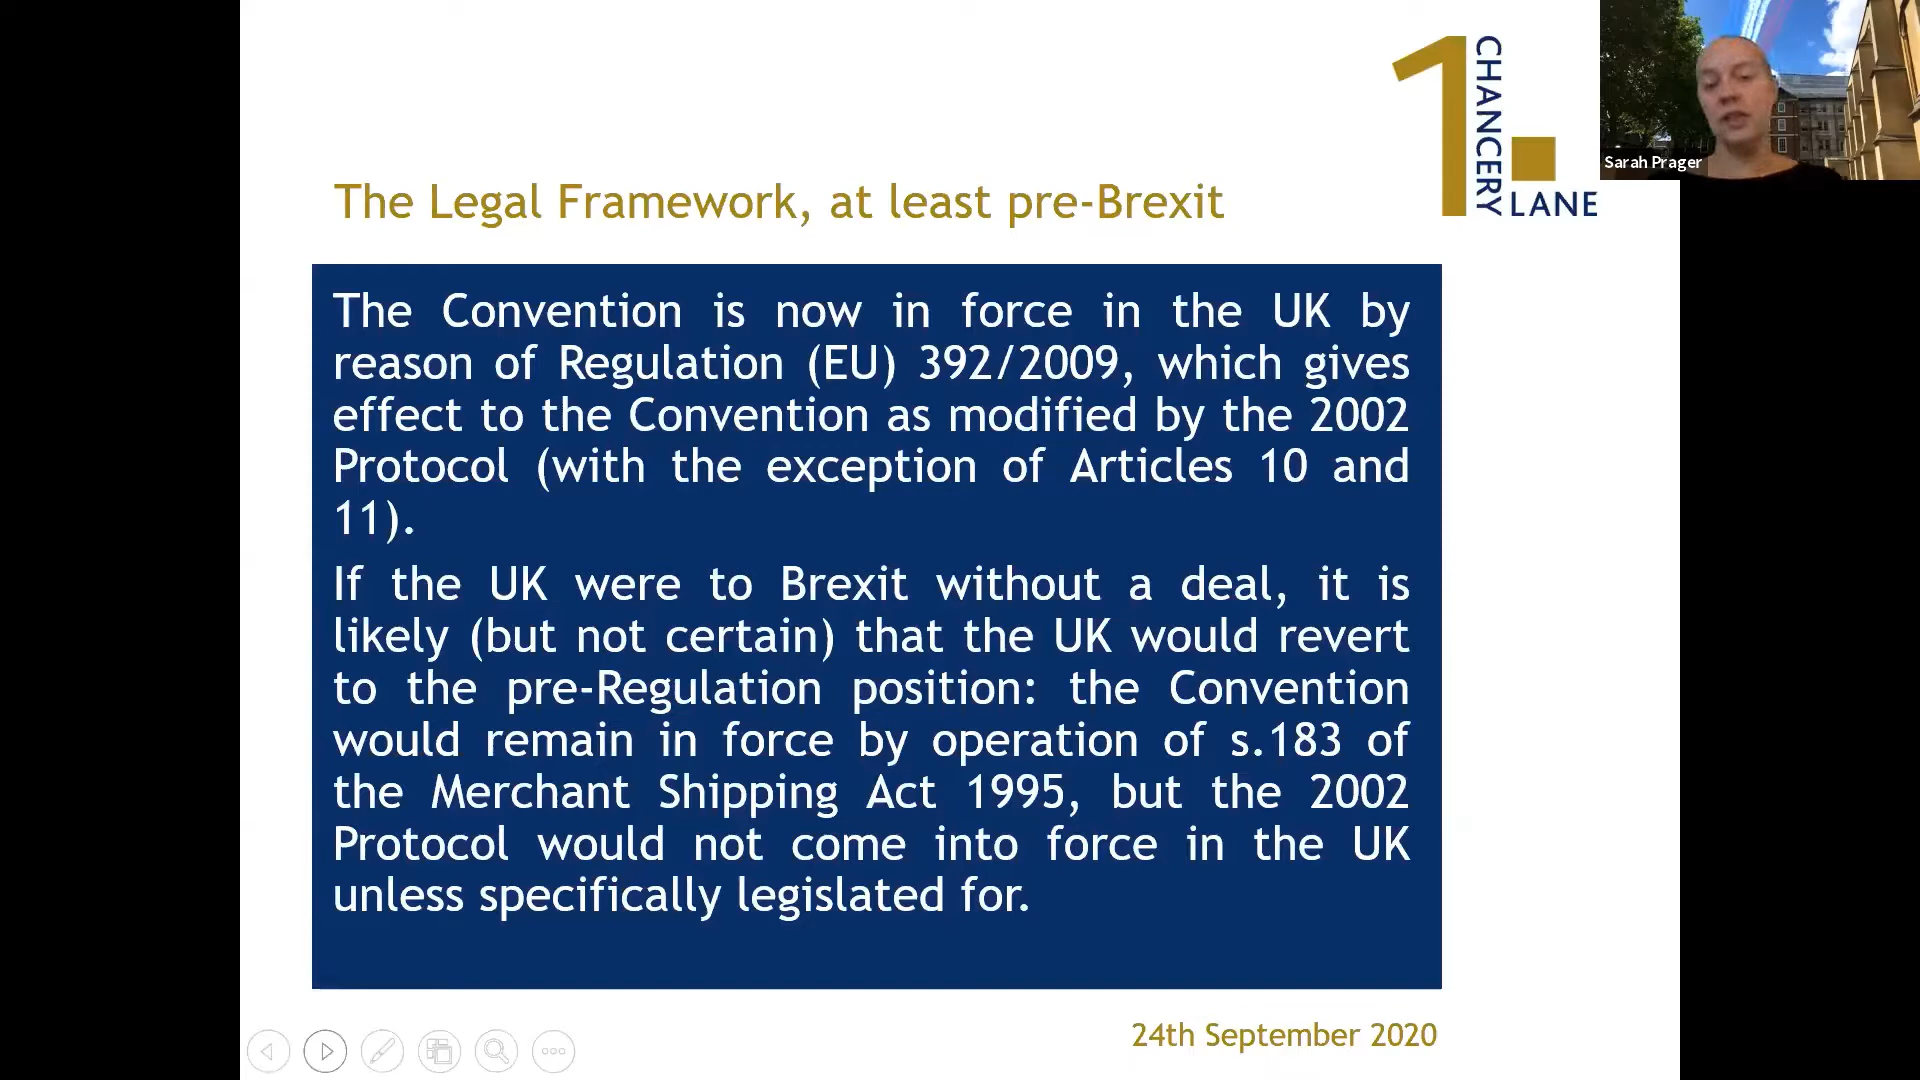 1 CHANCERY LANE
Sarah Prager
The Legal Framework, at least pre-Brexit
The Convention is now in force in the UK by
reason of Regulation (EU) 392/2009, which gives
effect to the Convention as modified by the 2002
Protocol (with the exception of Articles 10 and
11).
If the UK were to Brexit without a deal, it is
likely (but not certain) that the UK would revert
to the pre-Regulation position: the Convention
would remain in force by operation of s.183 of
the Merchant Shipping Act 1995, but the 2002
Protocol would not come into force in the UK
unless specifically legislated for.
24th September 2020